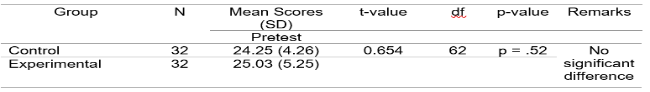 Group N Mean Scores t-value df p-value Remarks
(SD)
Pretest
Control 32 24.25 (4.26) 0.654 62 p = .52 No
Experimental 32 25.03 (5.25) significant
difference